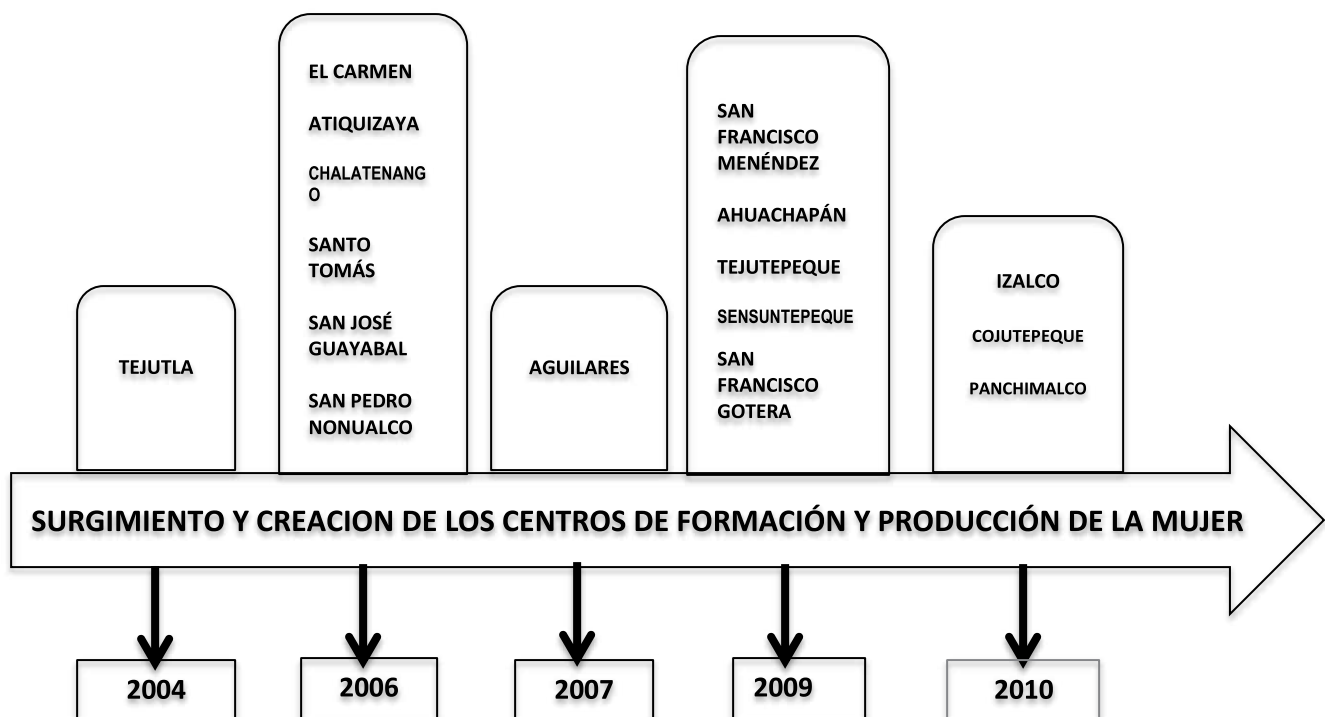 EL CARMEN
ATIQUIZAYA
CHALATENANG
O
SANTO
TOMÁS
SAN JOSÉ
GUAYABAL
SAN PEDRO
NONUALCO
SAN
FRANCISCO
MENÉNDEZ
AHUACHAPÁN
TEJUTEPEQUE
SENSUNTEPEQUE
SAN
FRANCISCO
GOTERA
IZALCO
COJUTEPEQUE
PANCHIMALCO
TEJUTLA
AGUILARES
SURGIMIENTO Y CREACION DE LOS CENTROS DE FORMACIÓN Y PRODUCCIÓN DE LA MUJER
2004
2006
2007
2009
2010